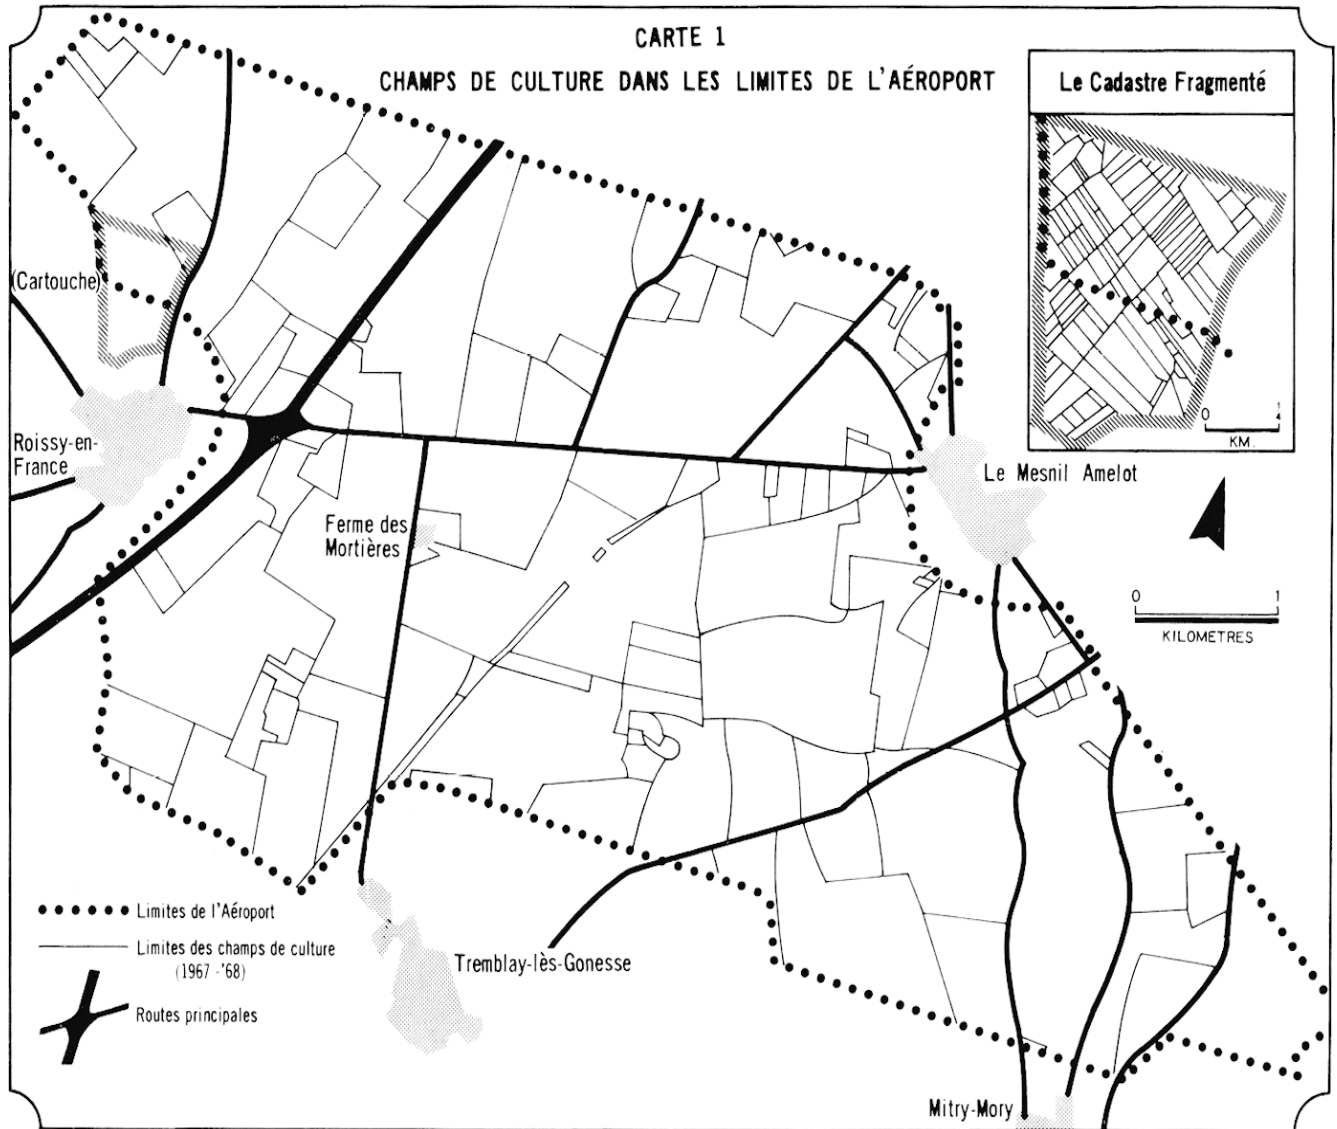 CARTE 1
CHAMPS DE CULTURE DANS LES LIMITES DE L'AÉROPORT
Le Cadastre Fragmenté
0 1
KM.
(Cartouche)
Roissy-en-
France
Ferme des
Mortières
Le Mesnil Amelot
0 1
KILOMETRES
Limites de l'Aéroport
Limites des champs de culture
(1967-'68)
Routes principales
Tremblay-lès-Gonesse
Mitry-Mory